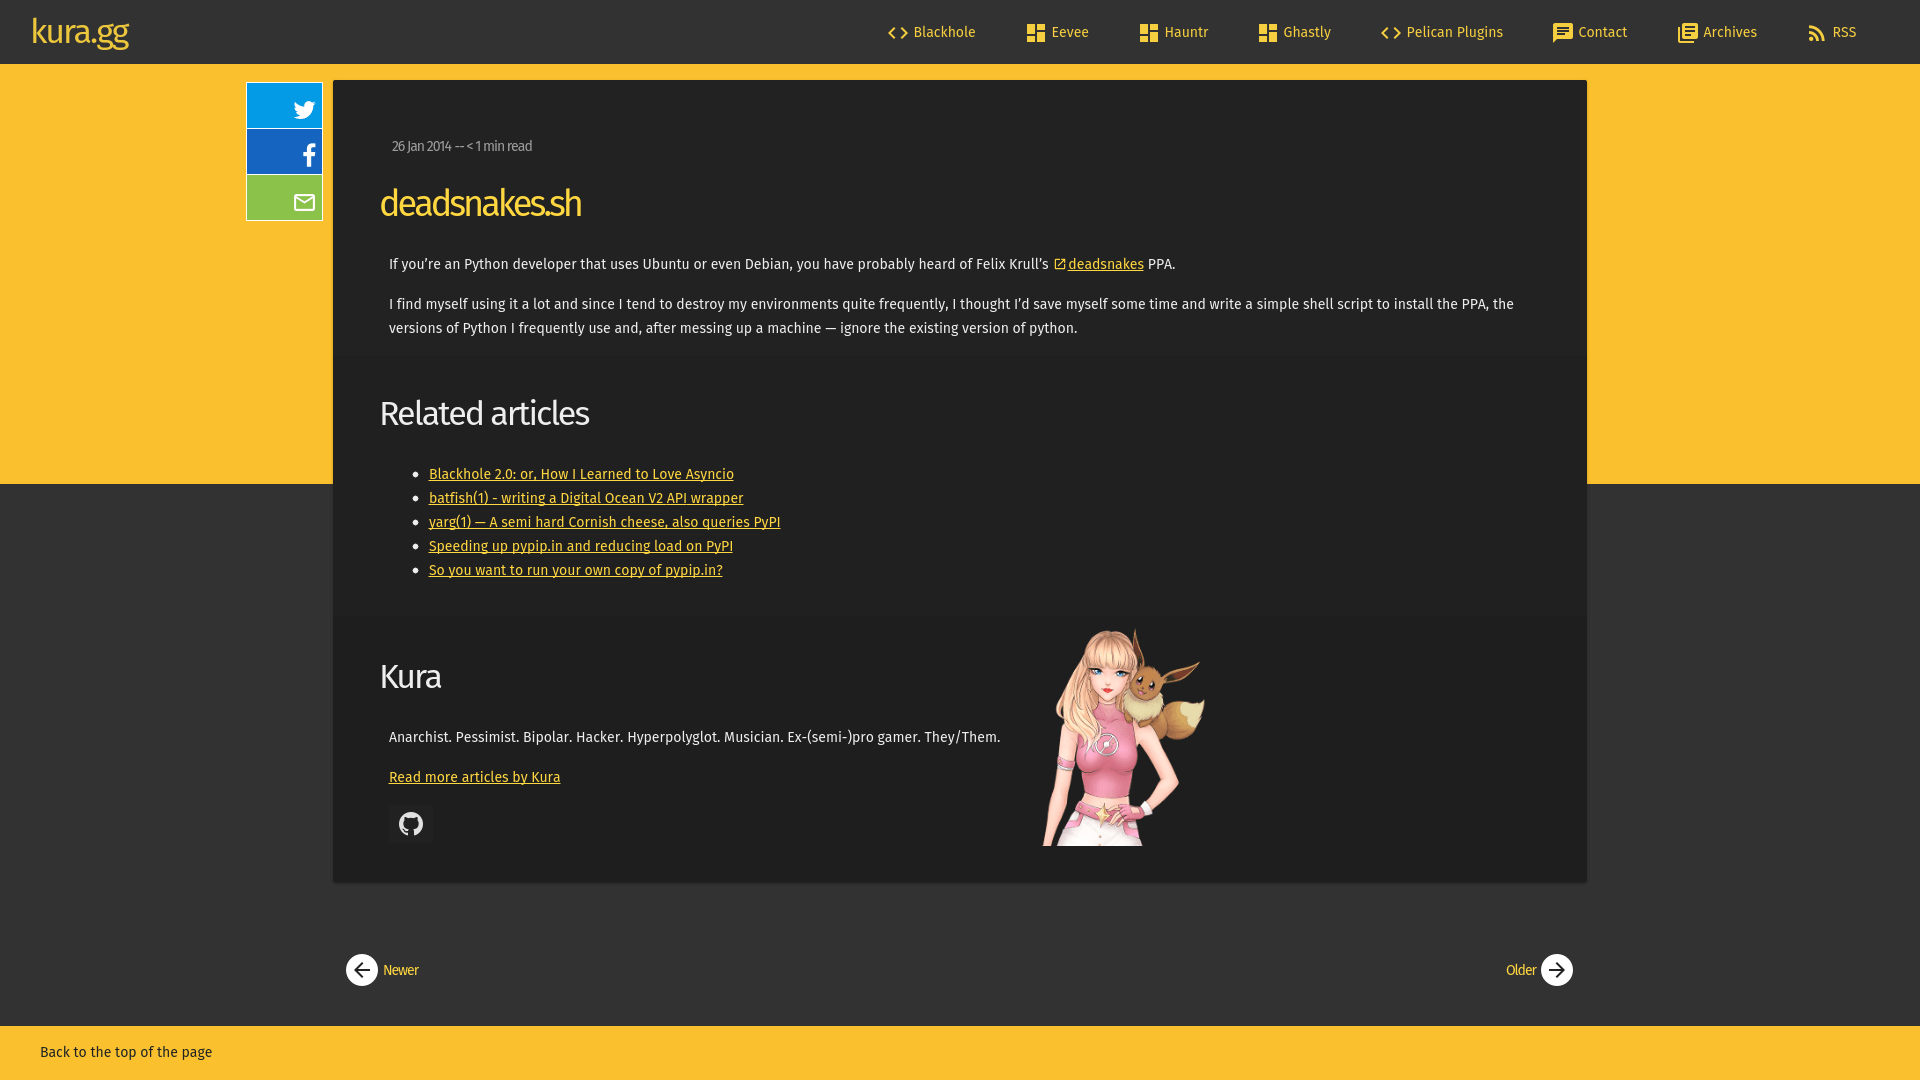 kura.gg
Blackhole
Eevee
Hauntr
Ghastly
Pelican Plugins
Contact
Archives
RSS
26 Jan 2014 -- < 1 min read
deadsnakes.sh
If you’re an Python developer that uses Ubuntu or even Debian, you have probably heard of Felix Krull’s deadsnakes PPA.
I find myself using it a lot and since I tend to destroy my environments quite frequently, I thought I’d save myself some time and write a simple shell script to install the PPA, the
versions of Python I frequently use and, after messing up a machine — ignore the existing version of python.
Related articles
Blackhole 2.0: or, How I Learned to Love Asyncio
batfish(1) - writing a Digital Ocean V2 API wrapper
yarg(1) — A semi hard Cornish cheese, also queries PyPI
Speeding up pypip.in and reducing load on PyPI
So you want to run your own copy of pypip.in?
Kura
Anarchist. Pessimist. Bipolar. Hacker. Hyperpolyglot. Musician. Ex-(semi-)pro gamer. They/Them.
Read more articles by Kura
Newer
Older
Back to the top of the page